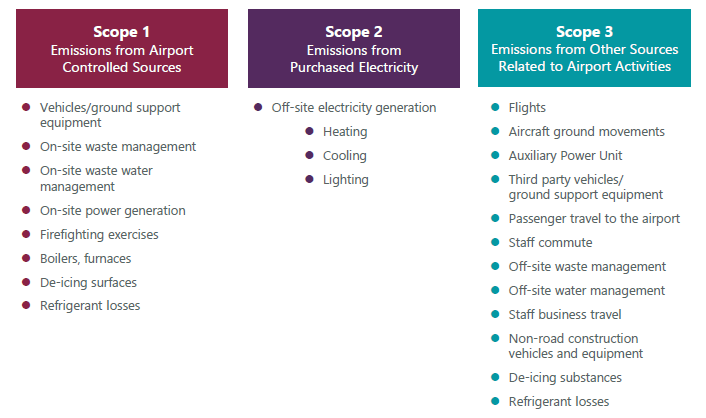 Scope 1
Emissions from Airport
Controlled Sources
Vehicles/ground support
equipment
On-site waste management
On-site waste water
management
On-site power generation
Firefighting exercises
Boilers, furnaces
De-icing surfaces
Refrigerant losses
Scope 2
Emissions from
Purchased Electricity
Off-site electricity generation
Heating
Cooling
Lighting
Scope 3
Emissions from Other Sources
Related to Airport Activities
Flights
Aircraft ground movements
Auxiliary Power Unit
Third party vehicles/
ground support equipment
Passenger travel to the airport
Staff commute
Off-site waste management
Off-site water management
Staff business travel
Non-road construction
vehicles and equipment
De-icing substances
Refrigerant losses